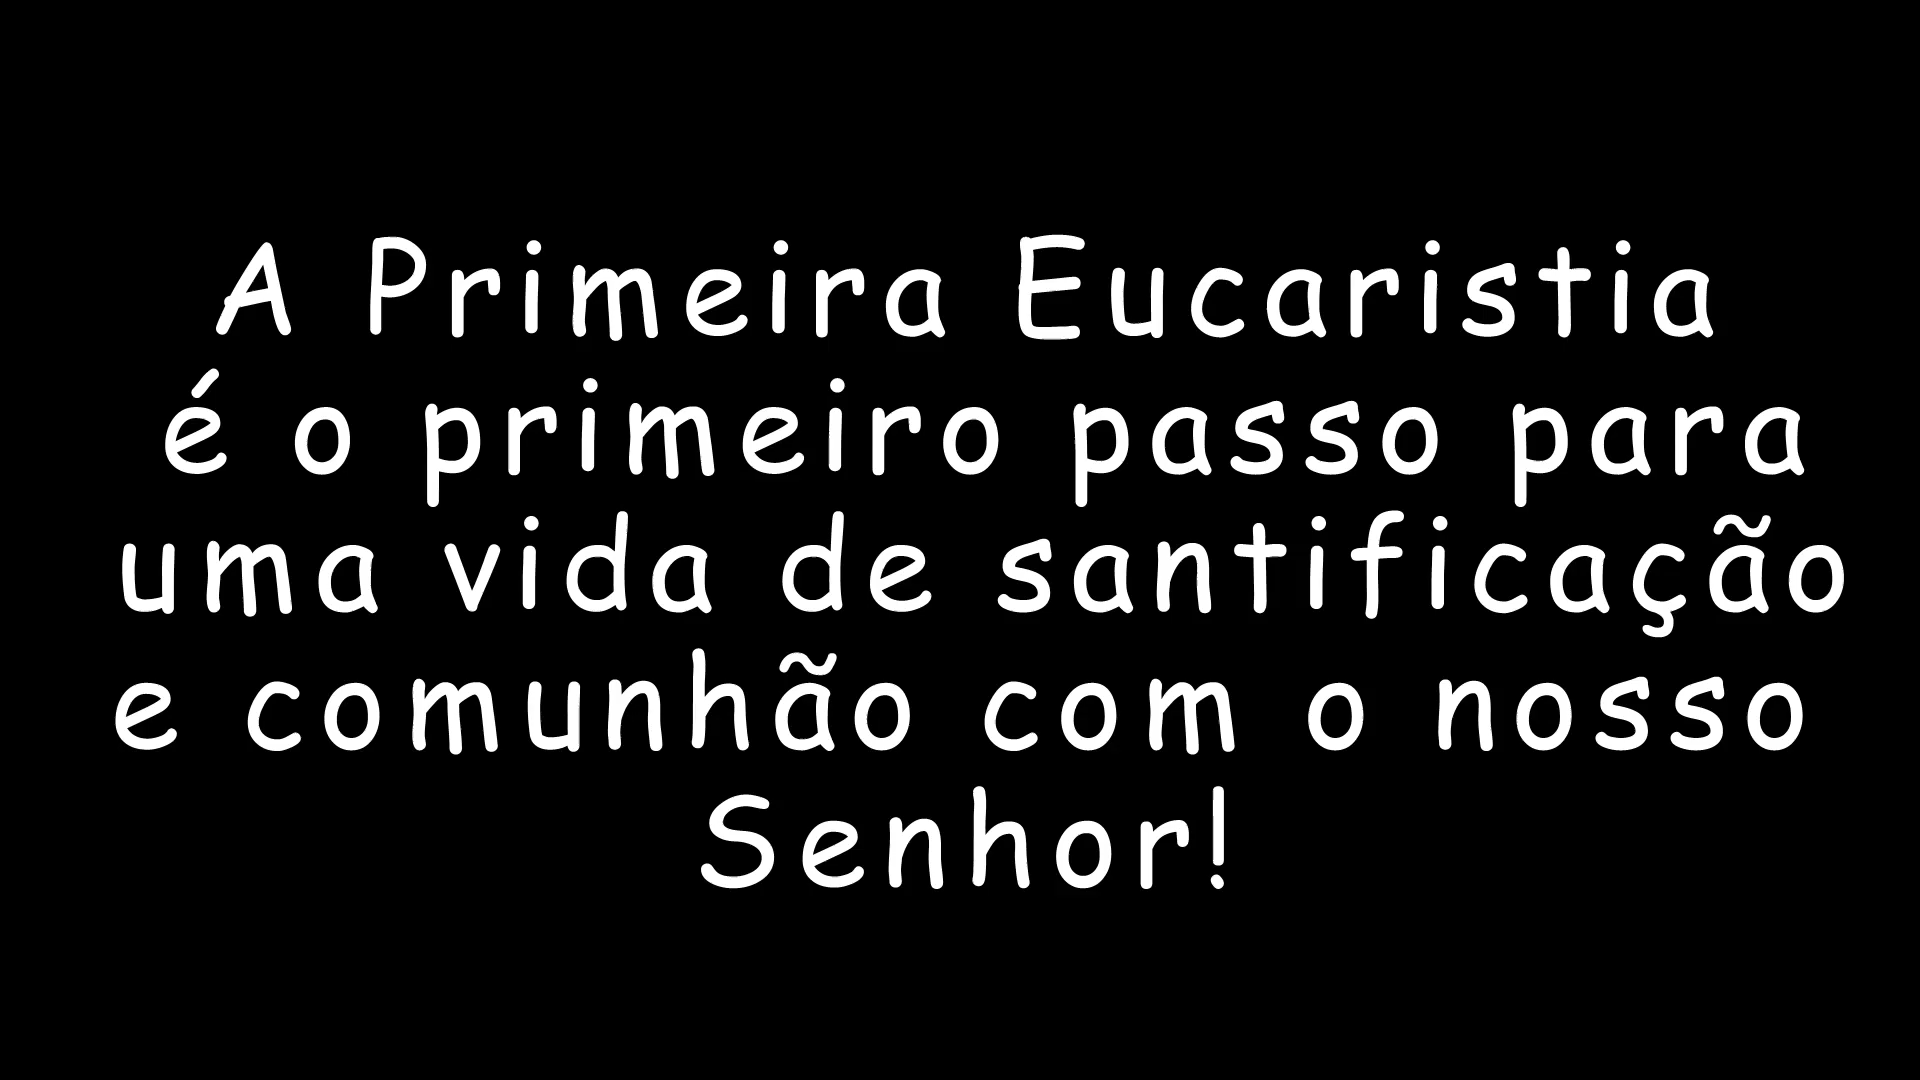 A Primeira Eucaristia
é o primeiro passo para
uma vida de santificação
e comunhão com o nosso
Senhor!